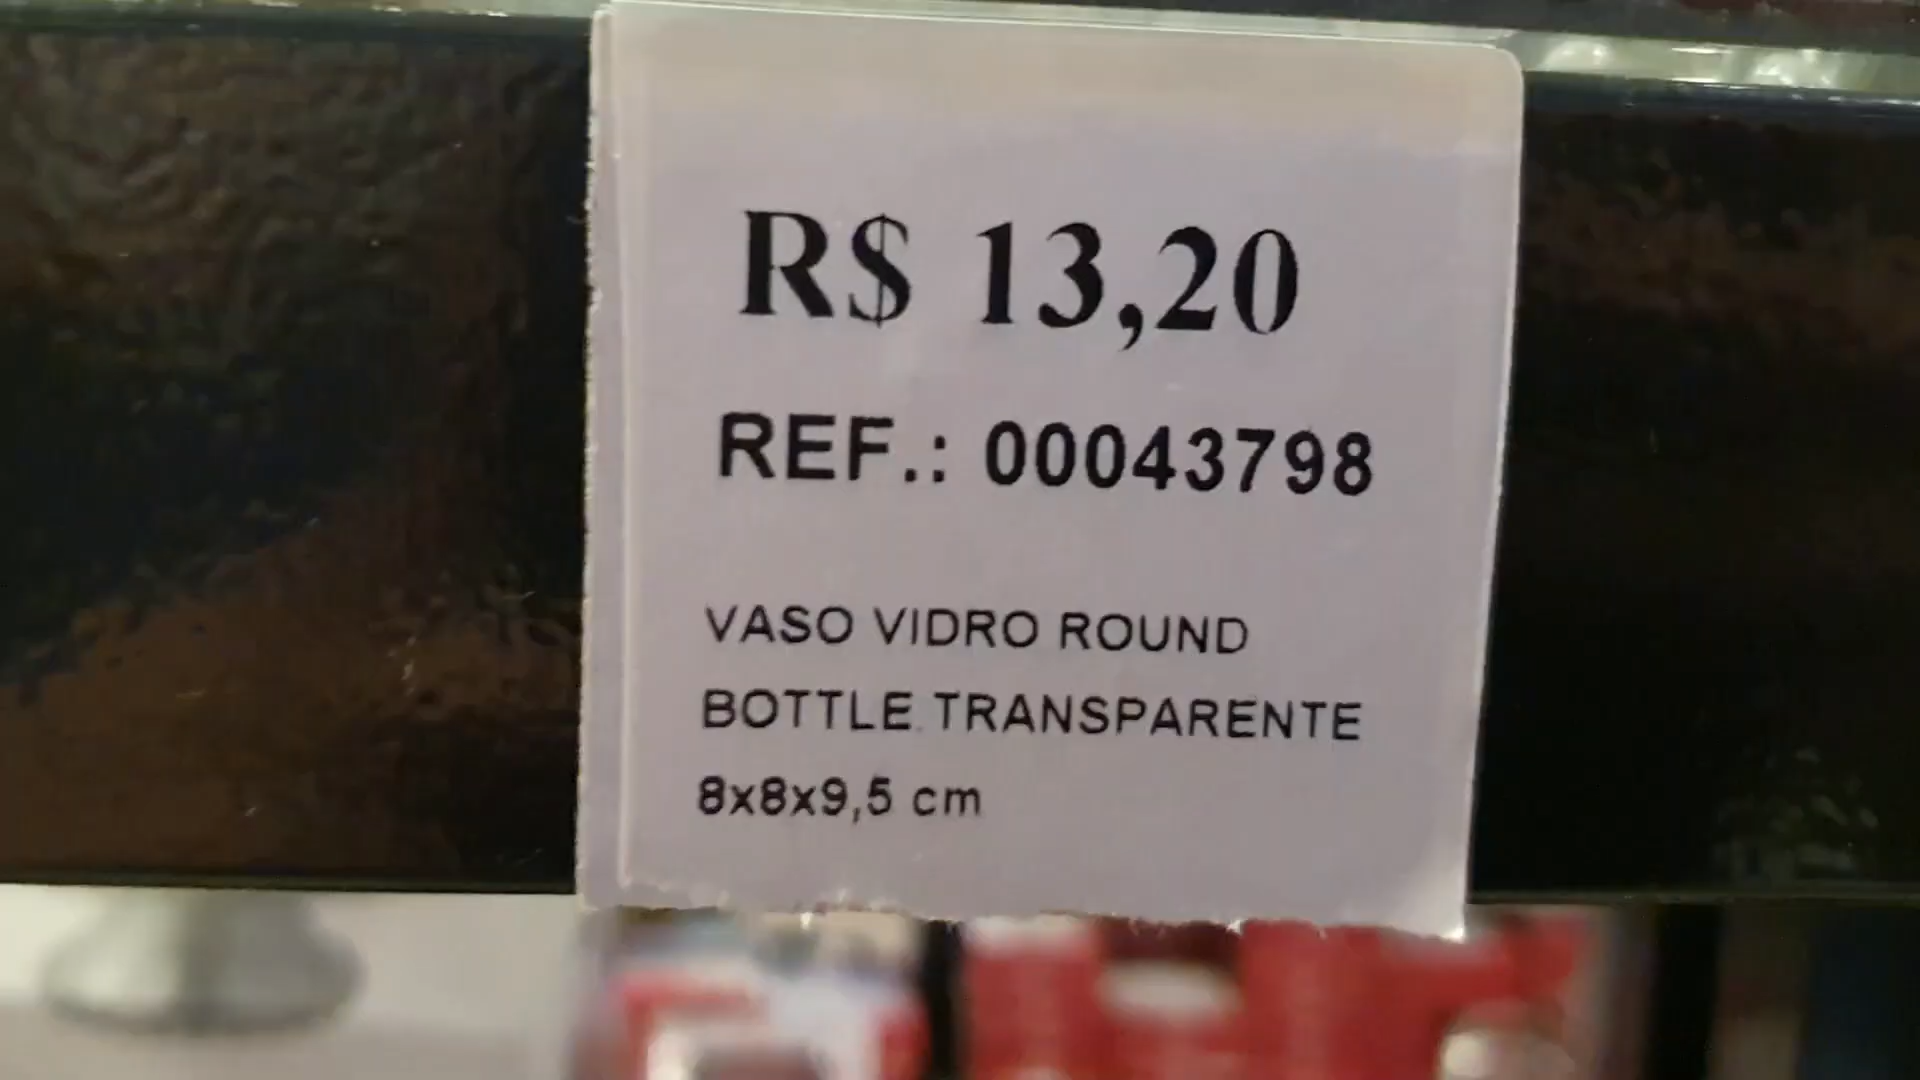 R$ 13,20
REF.: 00043798
VASO VIDRO ROUND
BOTTLE TRANSPARENTE
8x8x9,5 cm